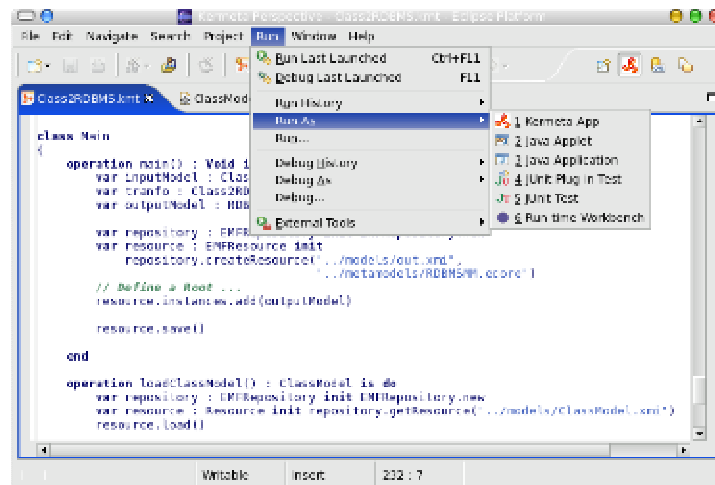 Kermeta Perspective - Class2RDBMS.kmt - Eclipse Platform
File Edit Navigate Search Project Run Window Help
Run Last Launched Ctrl+F11
Debug Last Launched F11
Run History
Run As
Run...
Debug History
Debug As
Debug...
External Tools
1 Kermeta App
2 Java Applet
3 Java Application
4 JUnit Plug-in Test
5 JUnit Test
6 Run-time Workbench
Class2RDBMS.kmt ClassMod
class Main
{
operation main() : Void i
var inputModel : Clas
var tranfo : Class2RD
var outputModel : RDB
var repository : EMFR
var resource : EMFResource init
repository.createResource("../models/out.xmi",
"../metamodels/RDBMSMM.ecore")
// Define a Root ...
resource.instances.add(outputModel)
resource.save()
end
operation loadClassModel() : ClassModel is do
var repository : EMFRepository init EMFRepository.new
var resource : Resource init repository.getResource("../models/ClassModel.xmi")
resource.load()
Writable Insert 232 : 7